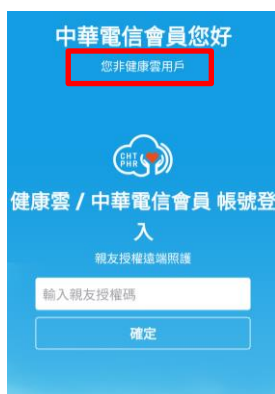 中華電信會員您好
您非健康雲用戶
CHT
PHR
健康雲 / 中華電信會員 帳號登
入
親友授權遠端照護
輸入親友授權碼
確定